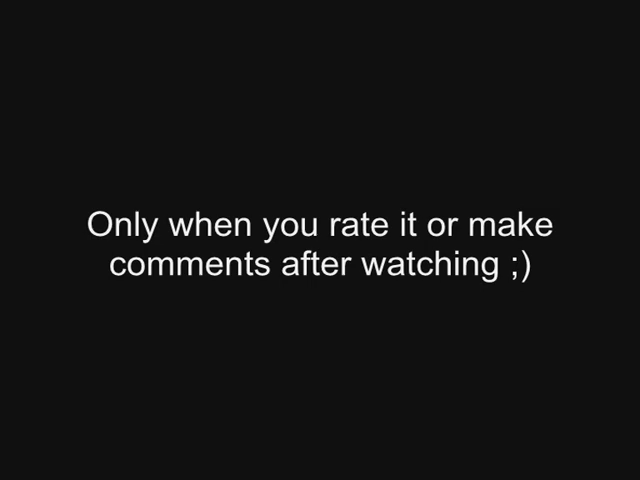 Only when you rate it or make
comments after watching ;)